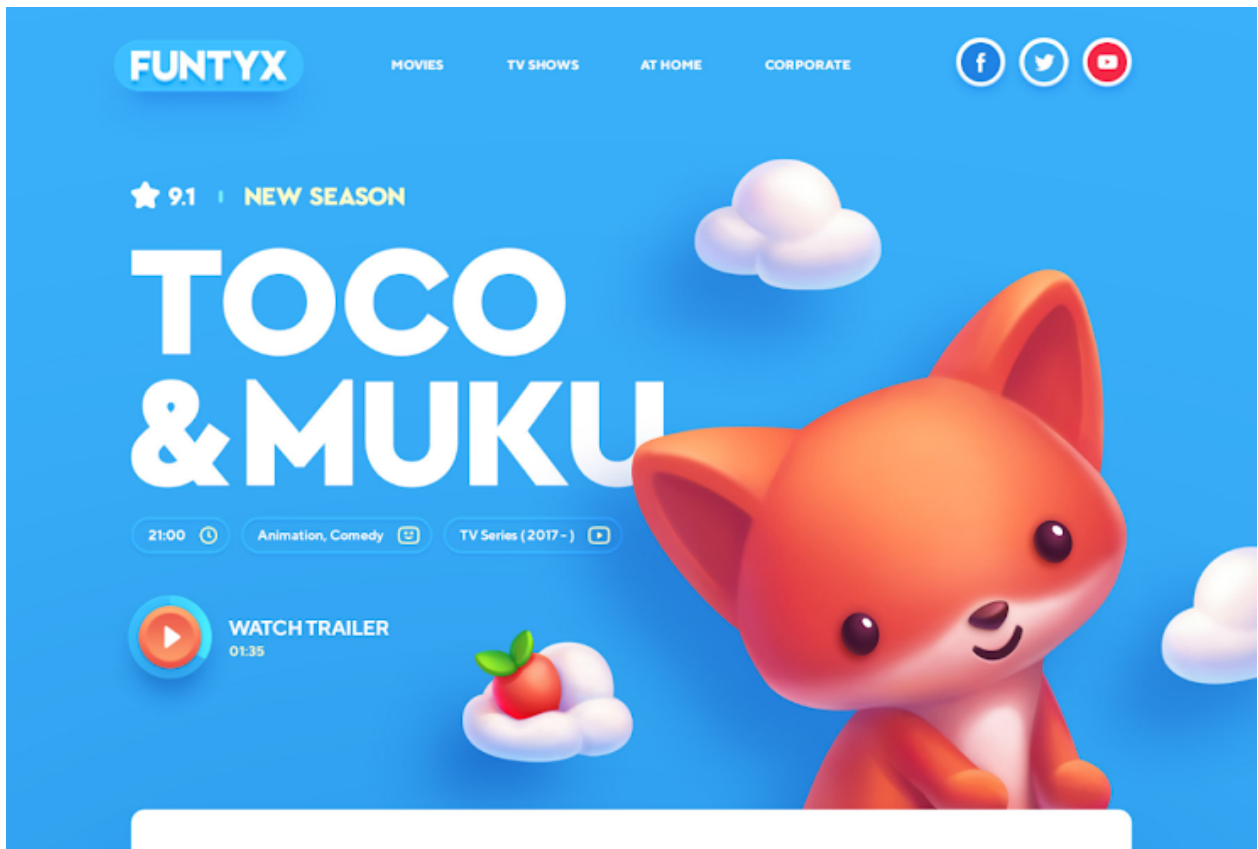 FUNTYX
MOVIES TV SHOWS AT HOME CORPORATE
9.1 NEW SEASON
TOCO
&MUKU
21:00 Animation, Comedy TV Series (2017 - )
WATCH TRAILER
01:35